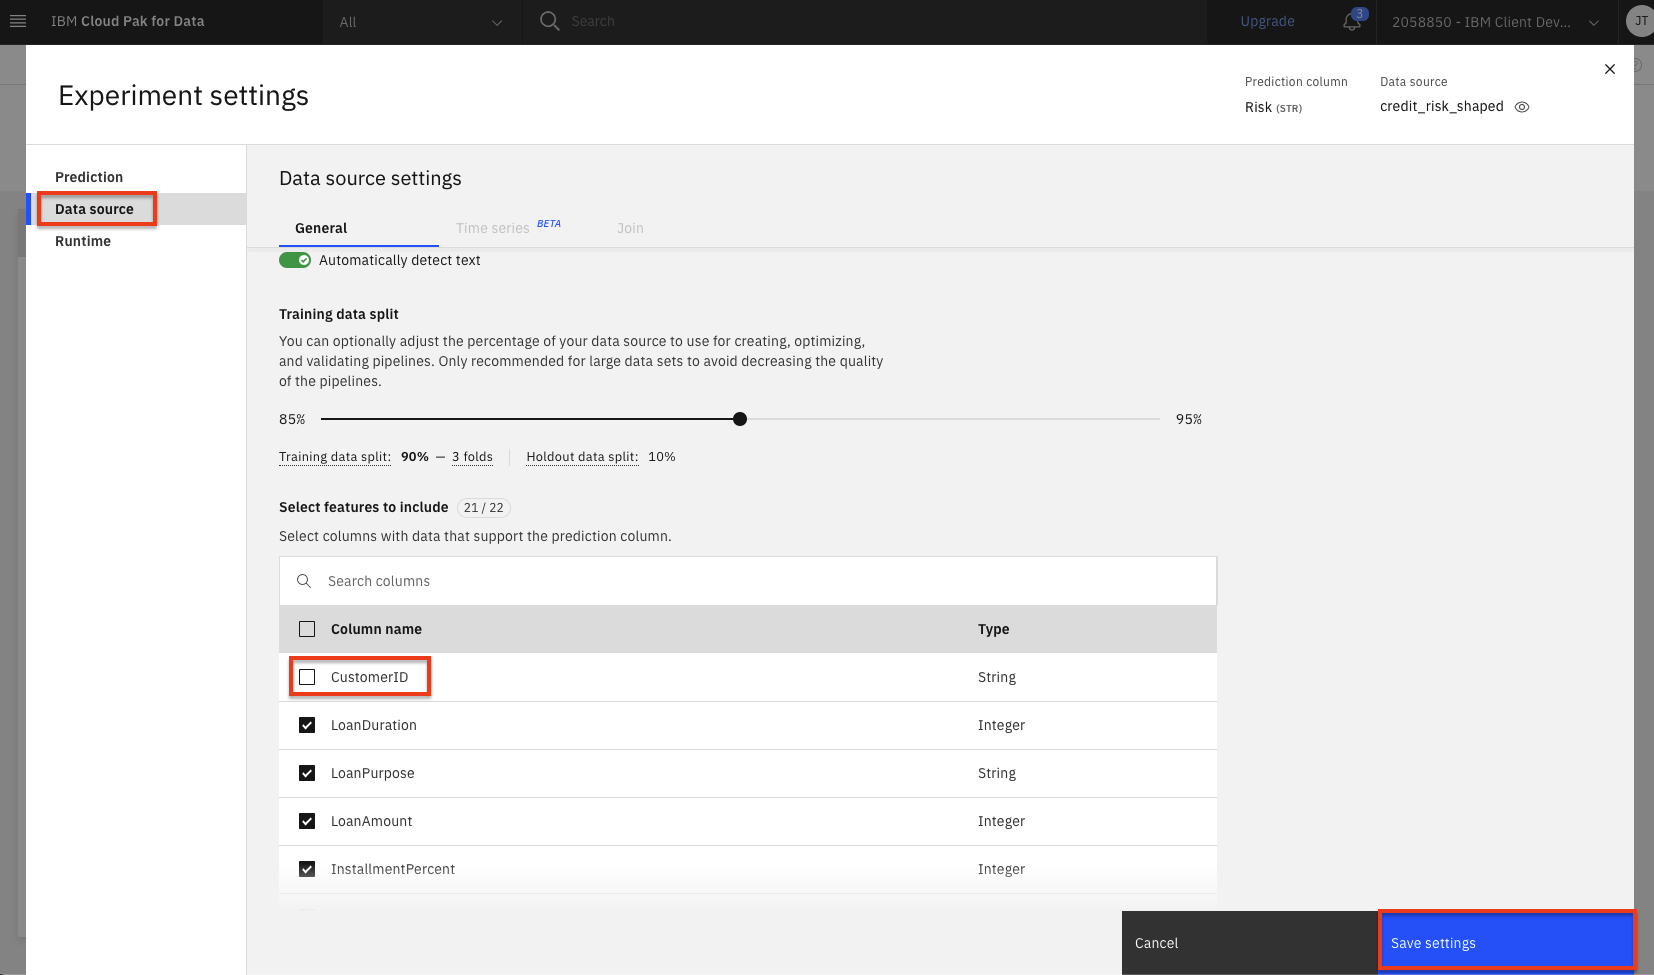 IBM Cloud Pak for Data
All
Search
Upgrade
3
2058850 - IBM Client Dev...
JT
Experiment settings
Prediction column
Risk (STR)
Data source
credit_risk_shaped
Prediction
Data source
Runtime
Data source settings
General
Time series BETA
Join
Automatically detect text
Training data split
You can optionally adjust the percentage of your data source to use for creating, optimizing,
and validating pipelines. Only recommended for large data sets to avoid decreasing the quality
of the pipelines.
85%
95%
Training data split: 90% — 3 folds
Holdout data split: 10%
Select features to include 21 / 22
Select columns with data that support the prediction column.
Search columns
Column name Type
CustomerID String
LoanDuration Integer
LoanPurpose String
LoanAmount Integer
InstallmentPercent Integer
Cancel
Save settings